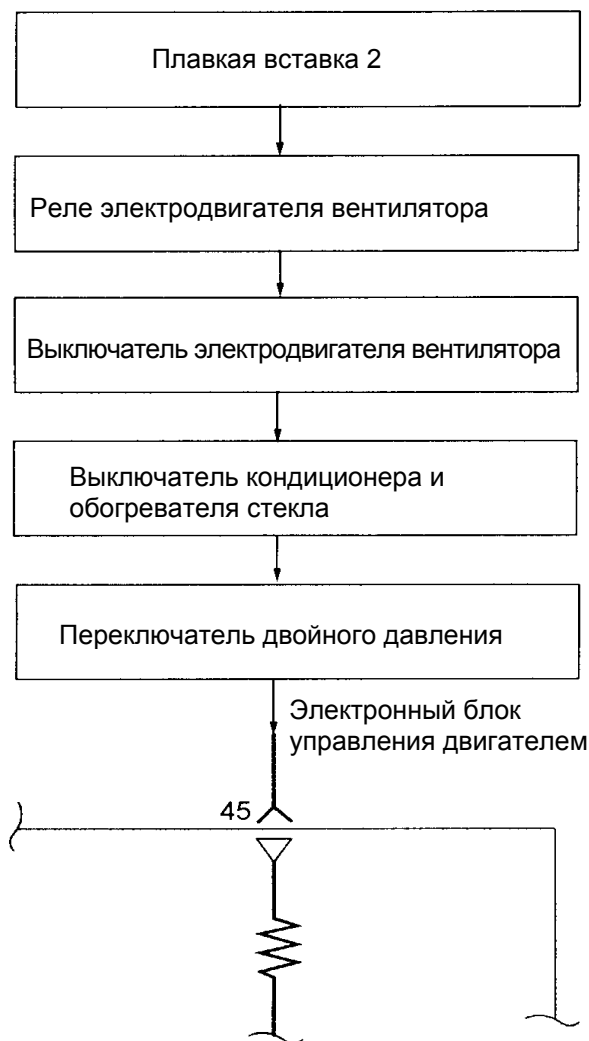 Плавкая вставка 2
Реле электродвигателя вентилятора
Выключатель электродвигателя вентилятора
Выключатель кондиционера и
обогревателя стекла
Переключатель двойного давления
Электронный блок
управления двигателем
45